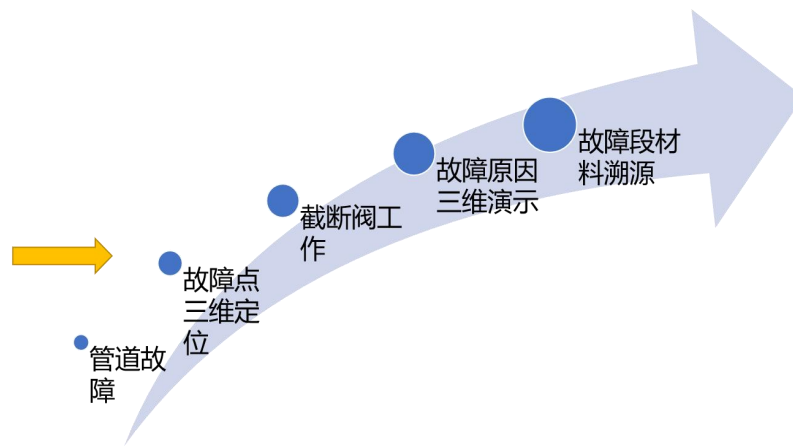 管道故
障
故障点
三维定
位
截断阀工
作
故障原因
三维演示
故障段材
料溯源